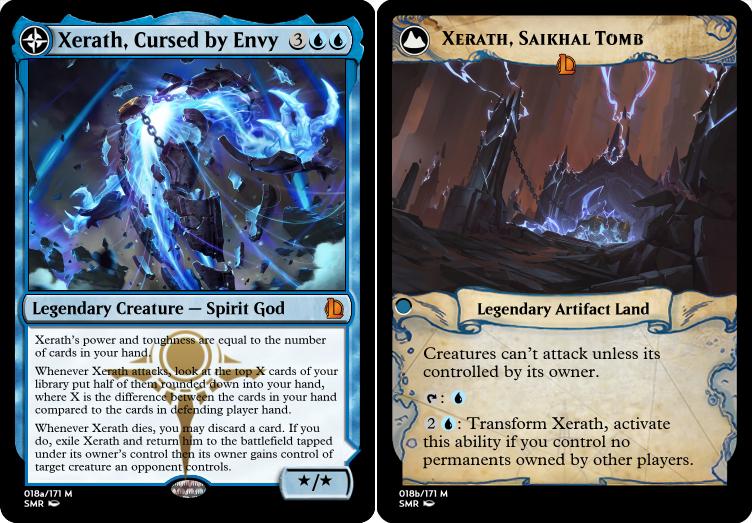 Xerath, Cursed by Envy 3
Legendary Creature — Spirit God
Xerath's power and toughness are equal to the number
of cards in your hand.
Whenever Xerath attacks, look at the top X cards of your
library put half of them rounded down into your hand,
where X is the difference between the cards in your hand
compared to the cards in defending player hand.
Whenever Xerath dies, you may discard a card. If you
do, exile Xerath and return him to the battlefield tapped
under its owner's control then its owner gains control of
target creature an opponent controls.
★/★
018a/171 M
SMR
Xerath, Saikhal Tomb
Legendary Artifact Land
Creatures can't attack unless its
controlled by its owner.
:
2 : Transform Xerath, activate
this ability if you control no
permanents owned by other players.
018b/171 M
SMR